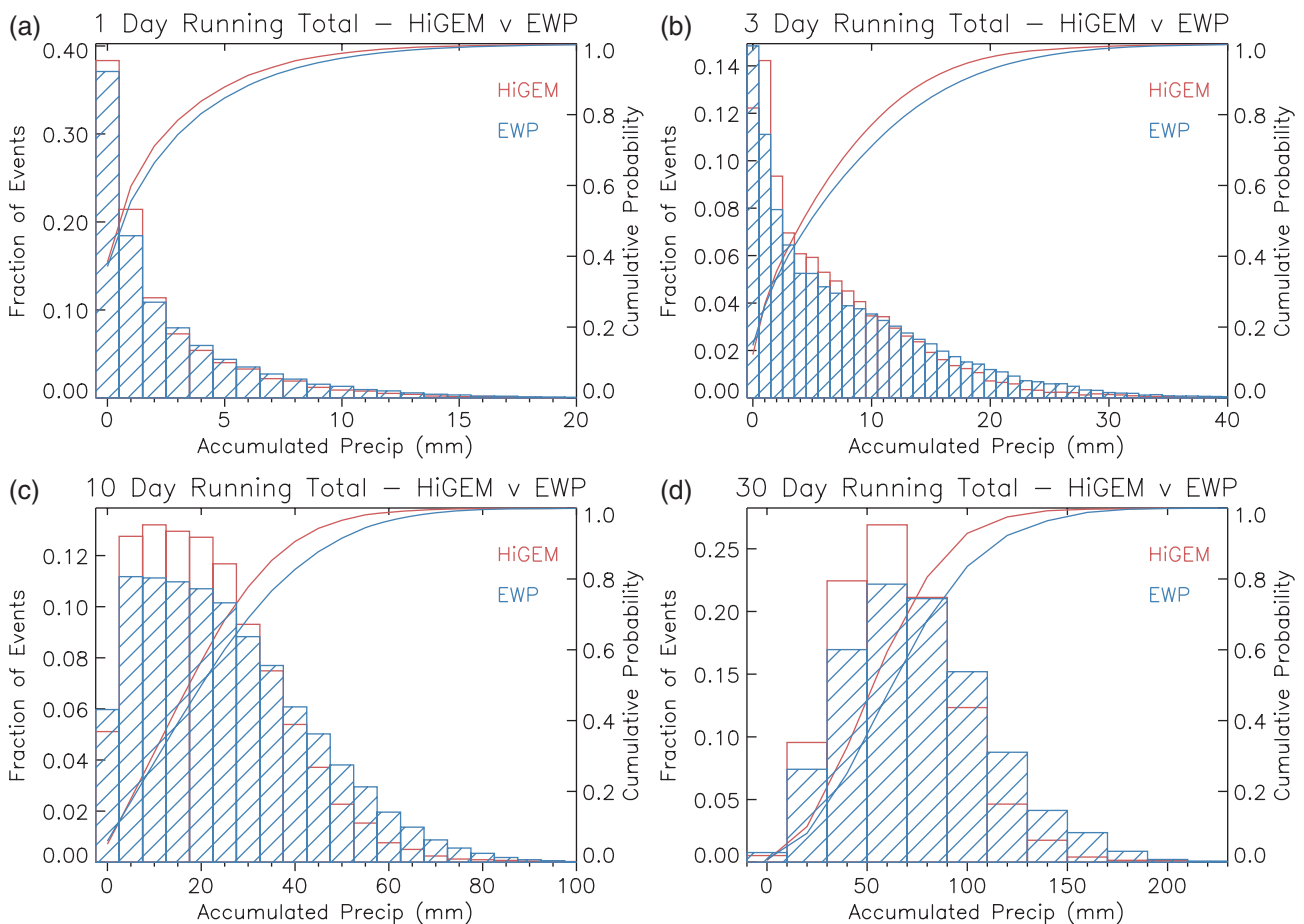 (a) 1 Day Running Total – HiGEM v EWP
0.40
0.30
0.20
0.10
0.00
Fraction of Events
1.0
0.8
0.6
0.4
0.2
0.0
Cumulative Probability
HiGEM
EWP
0 5 10 15 20
Accumulated Precip (mm)
(b) 3 Day Running Total – HiGEM v EWP
0.14
0.12
0.10
0.08
0.06
0.04
0.02
0.00
Fraction of Events
1.0
0.8
0.6
0.4
0.2
0.0
Cumulative Probability
HiGEM
EWP
0 10 20 30 40
Accumulated Precip (mm)
(c) 10 Day Running Total – HiGEM v EWP
0.12
0.10
0.08
0.06
0.04
0.02
0.00
Fraction of Events
1.0
0.8
0.6
0.4
0.2
0.0
Cumulative Probability
HiGEM
EWP
0 20 40 60 80 100
Accumulated Precip (mm)
(d) 30 Day Running Total – HiGEM v EWP
0.25
0.20
0.15
0.10
0.05
0.00
Fraction of Events
1.0
0.8
0.6
0.4
0.2
0.0
Cumulative Probability
HiGEM
EWP
0 50 100 150 200
Accumulated Precip (mm)